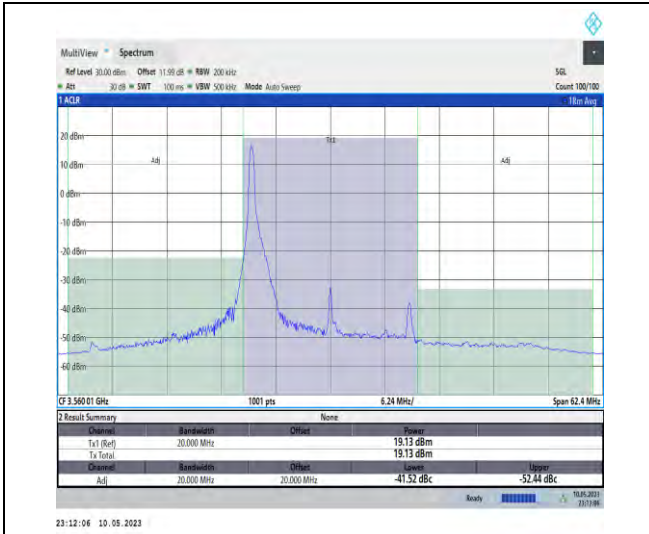 MultiView Spectrum
Ref Level 30.00 dBm Offset 11.99 dB RBW 200 kHz SGL
Att 30 dB SWT 100 ms VBW 500 kHz Mode Auto Sweep Count 100/100
1 ACLR 1Rm Avg
20 dBm
Tx1
Adj Adj
10 dBm
0 dBm
-10 dBm
-20 dBm
-30 dBm
-40 dBm
-50 dBm
-60 dBm
CF 3.56001 GHz 1001 pts 6.24 MHz/ Span 62.4 MHz
2 Result Summary None
Channel Bandwidth Offset Power
Tx1 (Ref) 20.000 MHz 19.13 dBm
Tx Total 19.13 dBm
Channel Bandwidth Offset Lower Upper
Adj 20.000 MHz 20.000 MHz -41.52 dBc -52.44 dBc
Ready 10.05.2023
23:12:06
23:12:06 10.05.2023